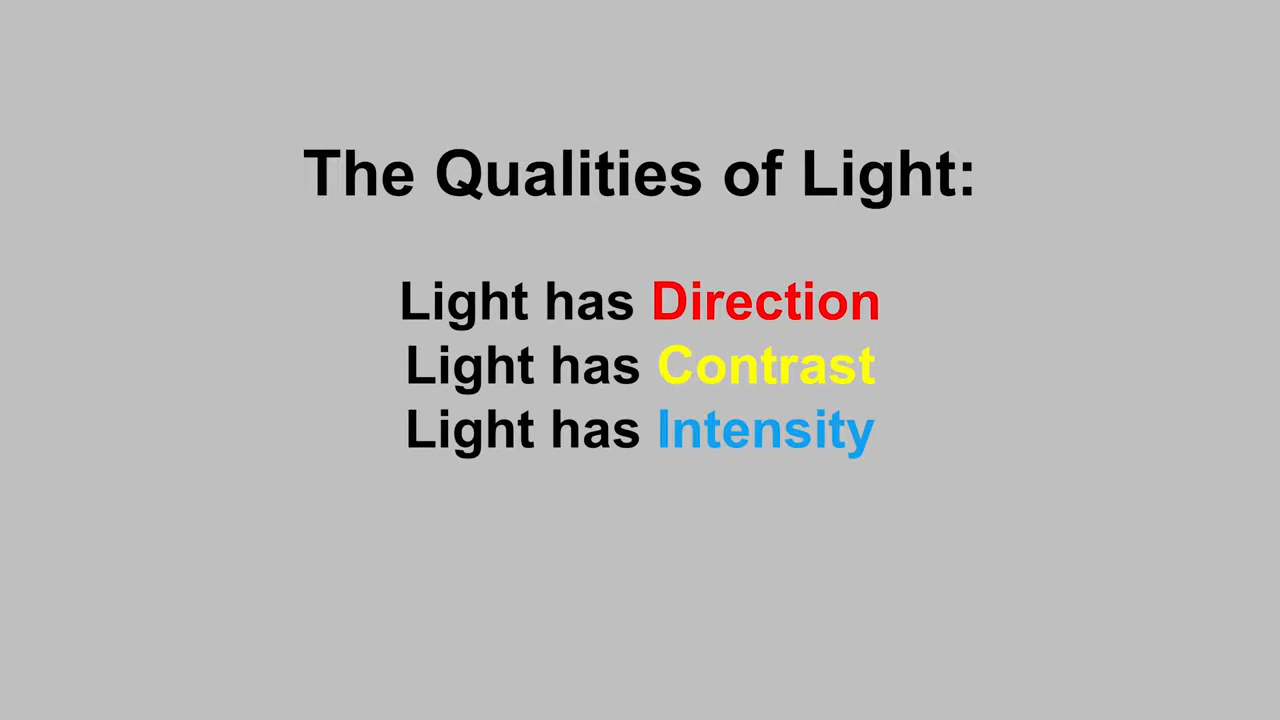 The Qualities of Light:
Light has Direction
Light has Contrast
Light has Intensity